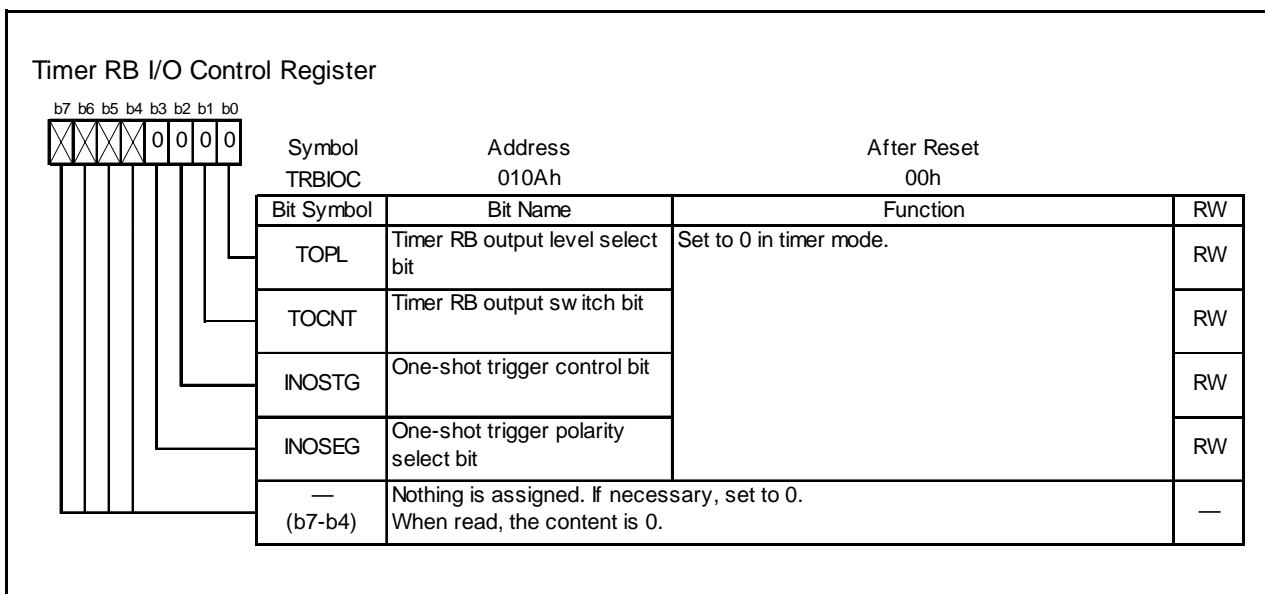 Timer RB I/O Control Register
b7 b6 b5 b4 b3 b2 b1 b0
0 0 0 0
Symbol Address After Reset
TRBIOC 010Ah 00h
Bit Symbol Bit Name Function RW
TOPL Timer RB output level select bit Set to 0 in timer mode. RW
TOCNT Timer RB output switch bit RW
INOSTG One-shot trigger control bit RW
INOSEG One-shot trigger polarity select bit RW
— (b7-b4) Nothing is assigned. If necessary, set to 0. —
When read, the content is 0.